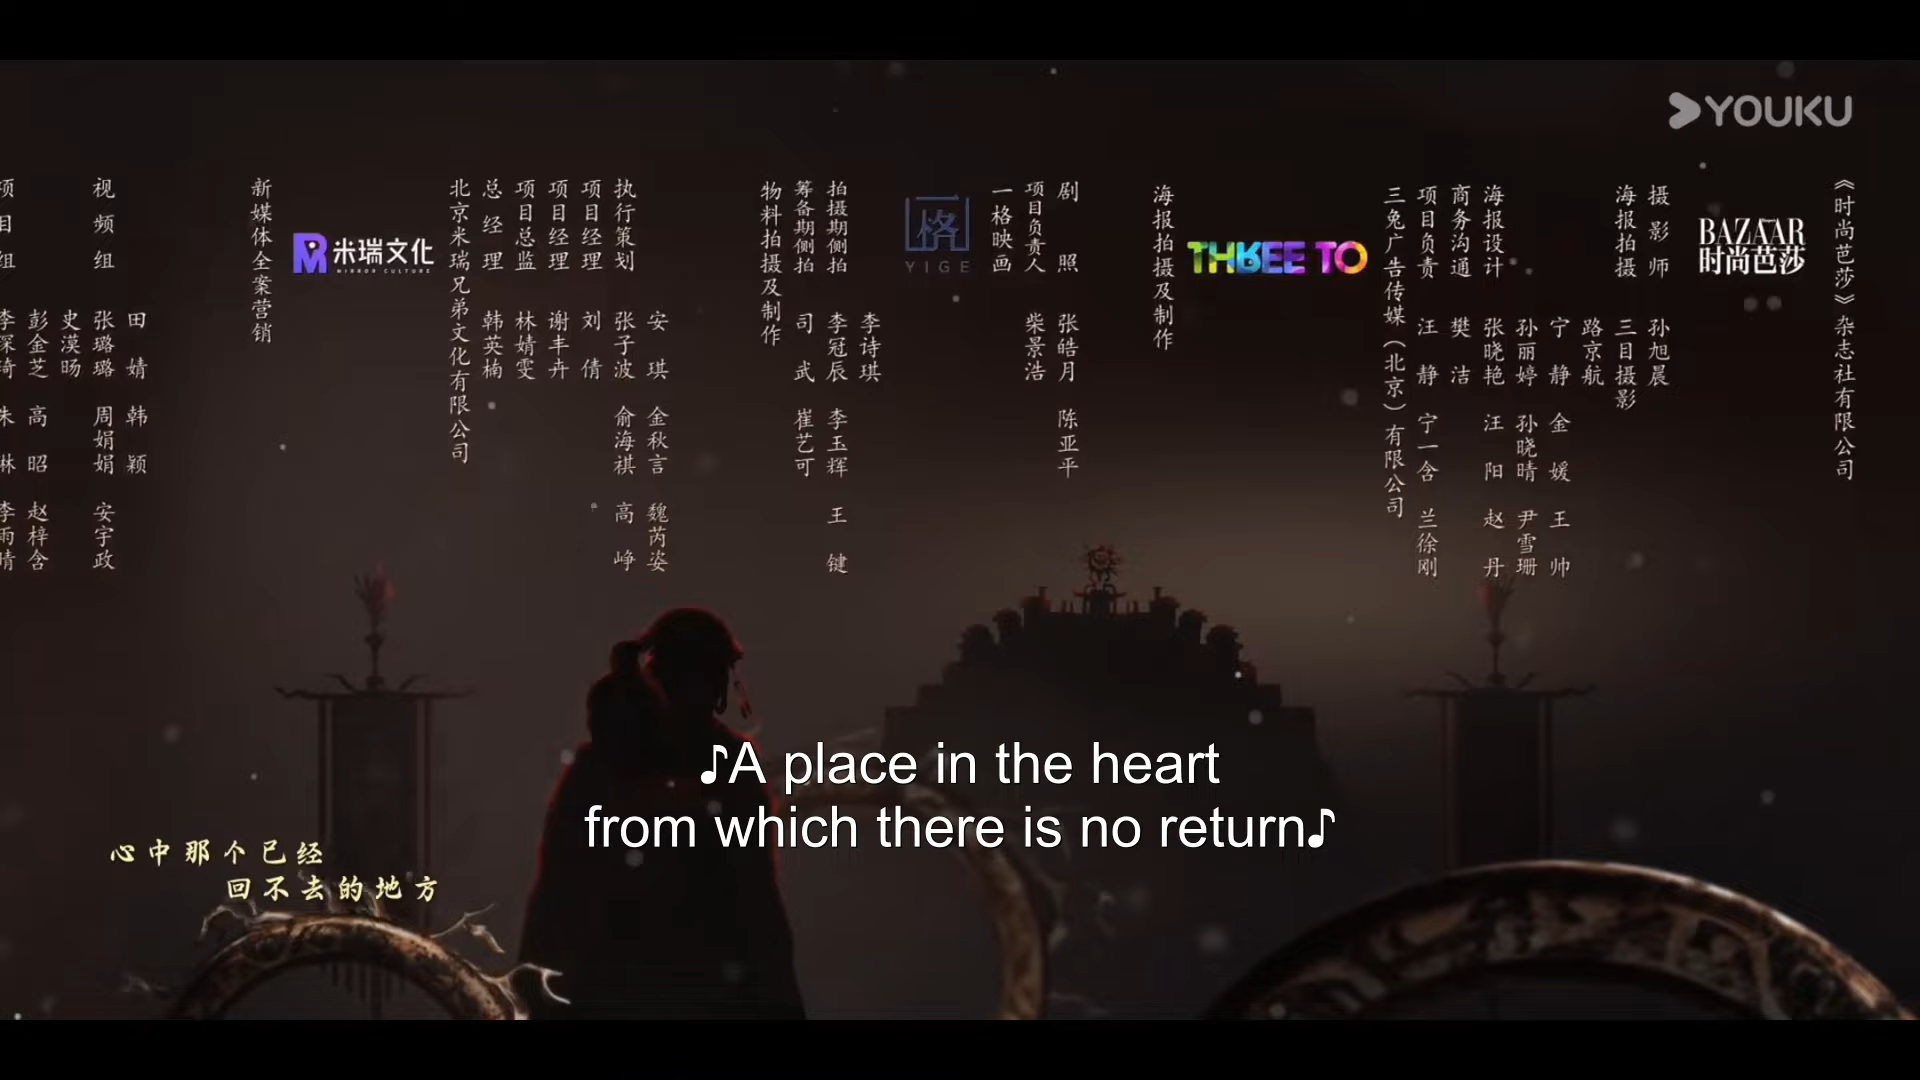 YOUKU
《时尚芭莎》杂志社有限公司
BAZAAR
时尚芭莎
摄影师 孙旭晨
海报拍摄 三目摄影
路京航
宁静 金媛 王帅
孙丽婷 孙晓晴 尹雪珊
海报设计 张晓艳 汪阳 赵丹
商务沟通 樊洁
项目负责 汪静 宁一含 兰徐刚
三兔广告传媒（北京）有限公司
THREE TO
海报拍摄及制作
剧照 张皓月 陈亚平
项目负责人 柴景浩
一格映画
格
YIGE
李诗琪
拍摄期侧拍 李冠辰 李玉辉 王键
筹备期侧拍 司武 崔艺可
物料拍摄及制作
安琪 金秋言 魏芮姿
执行策划 张子波 俞海祺 高峥
项目经理 刘倩
项目经理 谢丰卉
项目总监 林婧雯
总经理 韩英楠
北京米瑞兄弟文化有限公司
米瑞文化
MIRROR CULTURE
新媒体全案营销
田婧 韩颖
视频组 张璐璐 周娟娟 安宇政
史漠旸
彭金芝 高昭 赵梓含
♪A place in the heart
from which there is no return♪
心中那个已经
回不去的地方